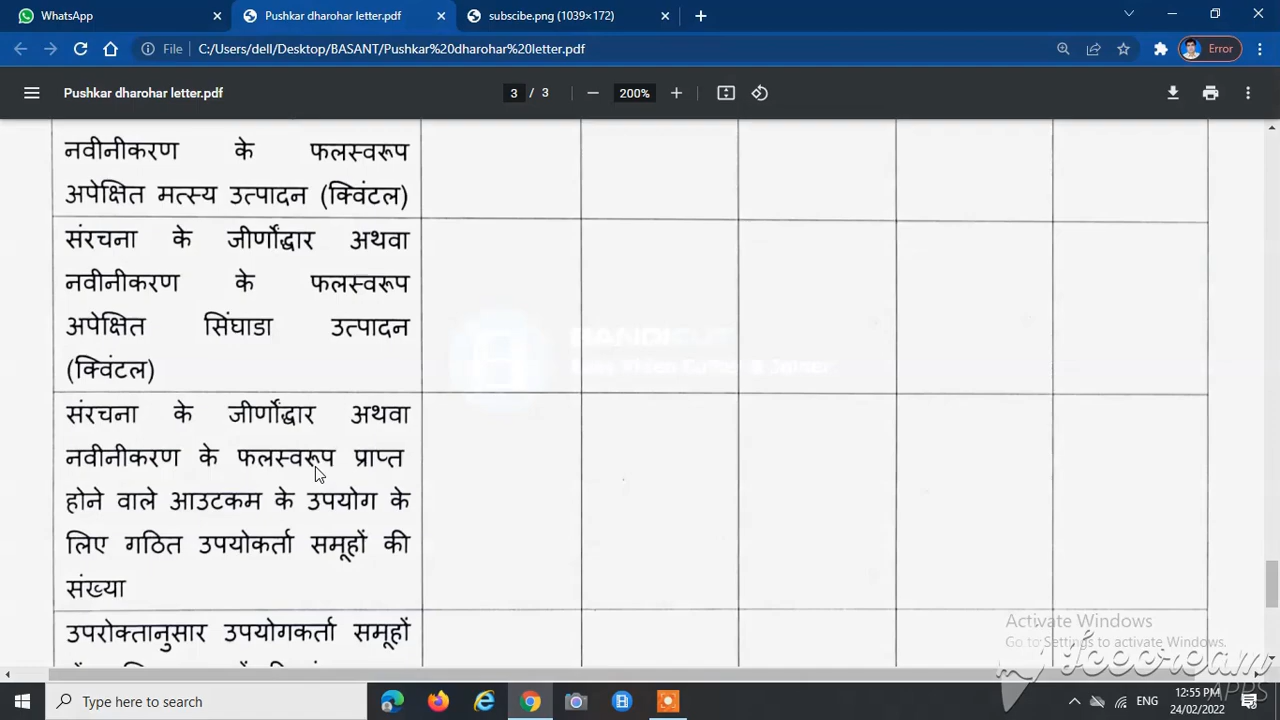 WhatsApp
Pushkar dharohar letter.pdf
subscibe.png (1039×172)
File
C:/Users/dell/Desktop/BASANT/Pushkar%20dharohar%20letter.pdf
Error
Pushkar dharohar letter.pdf
3 / 3
200%
नवीनीकरण के फलस्वरूप
अपेक्षित मत्स्य उत्पादन (क्विंटल)
संरचना के जीर्णोद्धार अथवा
नवीनीकरण के फलस्वरूप
अपेक्षित सिंघाडा उत्पादन
(क्विंटल)
संरचना के जीर्णोद्धार अथवा
नवीनीकरण के फलस्वरूप प्राप्त
होने वाले आउटकम के उपयोग के
लिए गठित उपयोकर्ता समूहों की
संख्या
उपरोक्तानुसार उपयोगकर्ता समूहों
Activate Windows
Go to Settings to activate Windows.
APPS
Type here to search
ENG
12:55 PM
24/02/2022